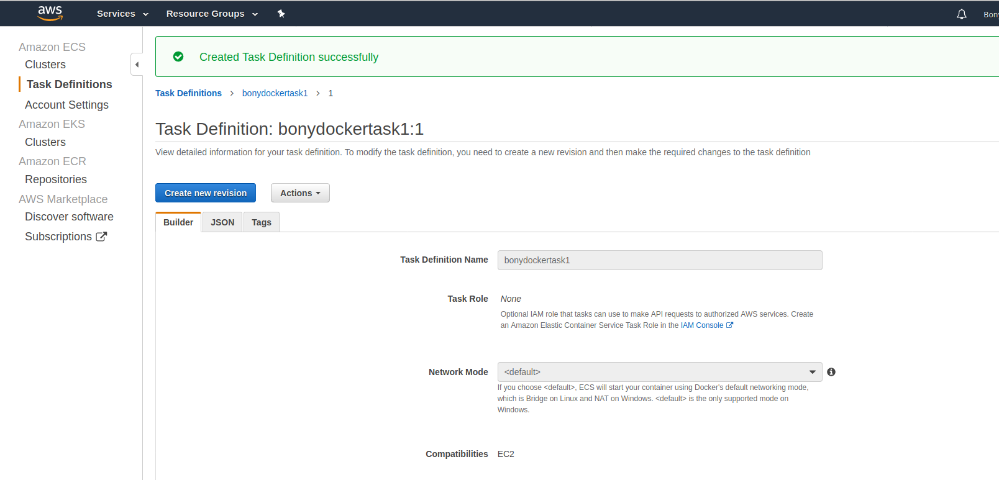 aws Services Resource Groups Bony
Amazon ECS
Clusters
Task Definitions
Account Settings
Amazon EKS
Clusters
Amazon ECR
Repositories
AWS Marketplace
Discover software
Subscriptions
Created Task Definition successfully
Task Definitions > bonydockertask1 > 1
Task Definition: bonydockertask1:1
View detailed information for your task definition. To modify the task definition, you need to create a new revision and then make the required changes to the task definition
Create new revision Actions
Builder JSON Tags
Task Definition Name bonydockertask1
Task Role None
Optional IAM role that tasks can use to make API requests to authorized AWS services. Create
an Amazon Elastic Container Service Task Role in the IAM Console
Network Mode <default>
If you choose <default>, ECS will start your container using Docker's default networking mode,
which is Bridge on Linux and NAT on Windows. <default> is the only supported mode on
Windows.
Compatibilities EC2